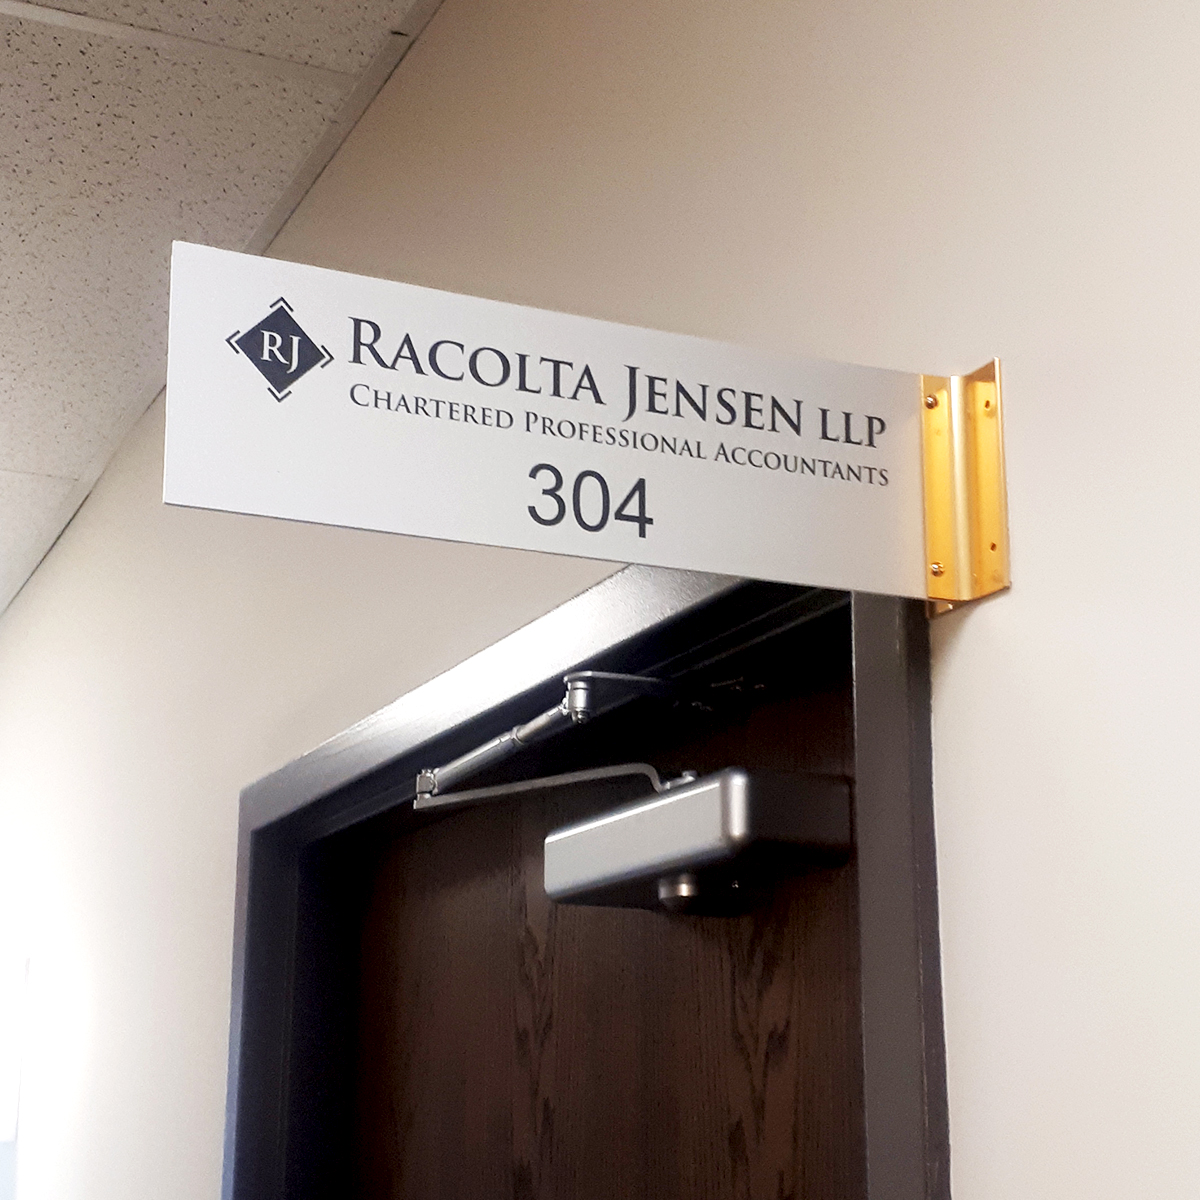 RJ
RACOLTA JENSEN LLP
CHARTERED PROFESSIONAL ACCOUNTANTS
304